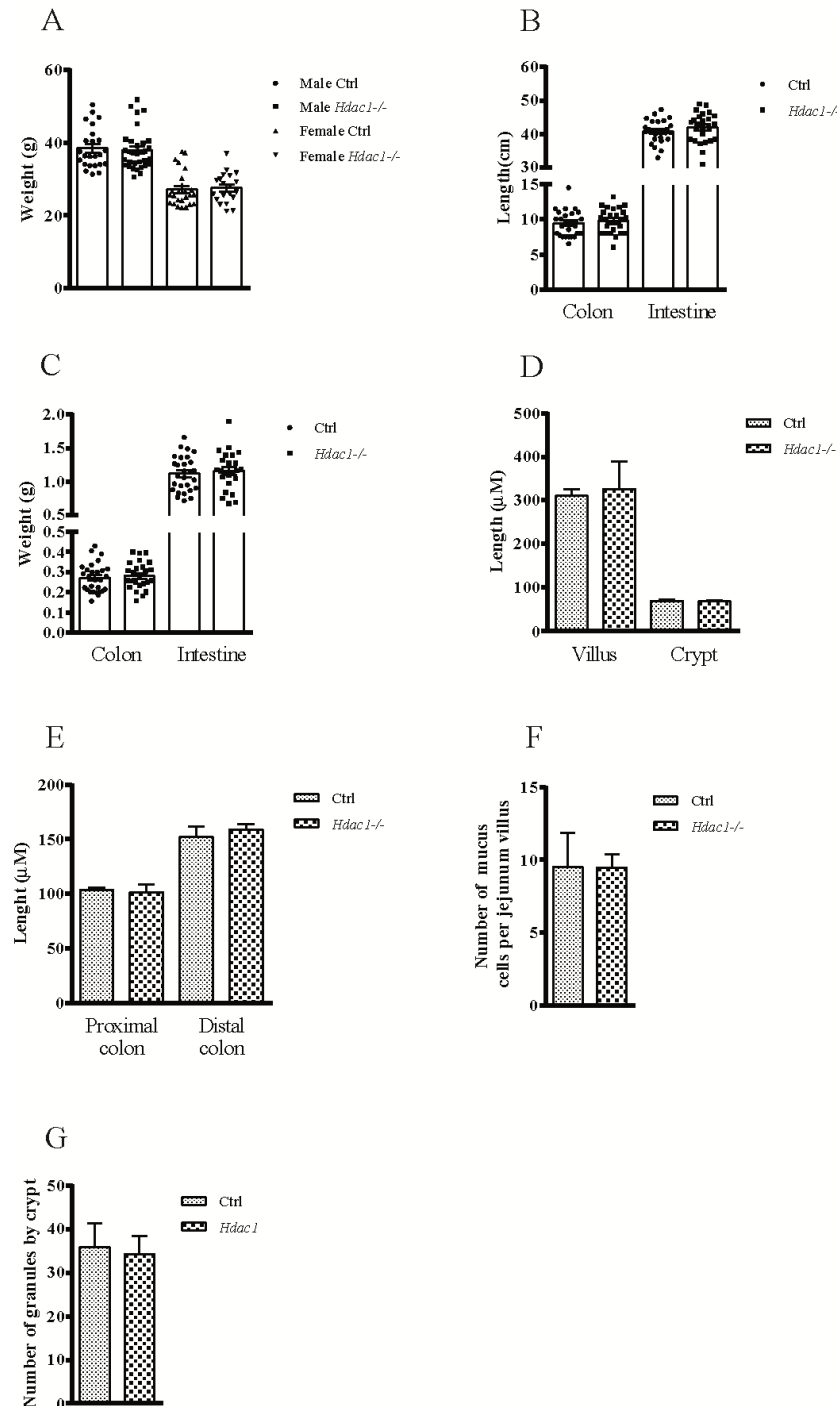 A
Weight (g)
60
40
20
0
Male Ctrl
Male Hdac1-/-
Female Ctrl
Female Hdac1-/-
B
Length(cm)
60
50
40
30
15
10
5
0
Colon
Intestine
Ctrl
Hdac1-/-
C
Weight (g)
2.0
1.5
1.0
0.5
0.5
0.4
0.3
0.2
0.1
0.0
Colon
Intestine
Ctrl
Hdac1-/-
D
Length (μM)
500
400
300
200
100
0
Villus
Crypt
Ctrl
Hdac1-/-
E
Lenght (μM)
200
150
100
50
0
Proximal
colon
Distal
colon
Ctrl
Hdac1-/-
F
Number of mucus
cells per jejunum villus
15
10
5
0
Ctrl
Hdac1-/-
G
Number of granules by crypt
50
40
30
20
10
0
Ctrl
Hdac1